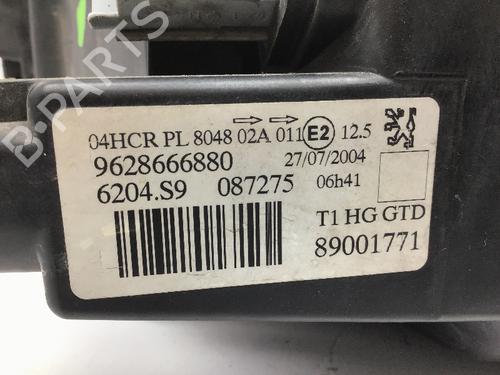 04HCR PL 8048 02A 011 E2 12.5
9628666880 27/07/2004
6204.S9 087275 06h41
T1 HG GTD
89001771
B-PARTS